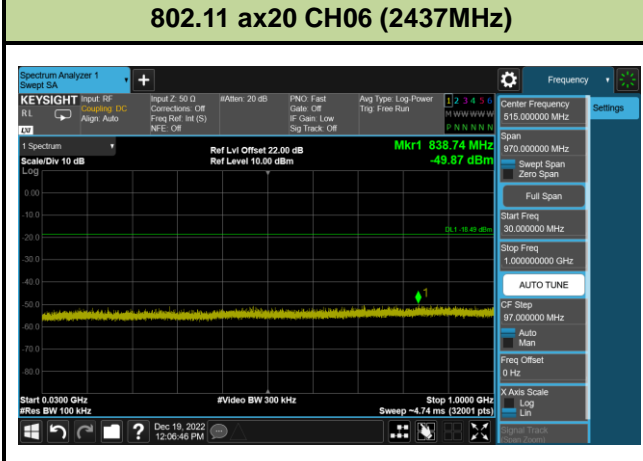 802.11 ax20 CH06 (2437MHz)
Spectrum Analyzer 1
Swept SA
Frequency
KEYSIGHT
RL
Input: RF
Coupling: DC
Align: Auto
Input Z: 50 Ω
Corrections: Off
Freq Ref: Int (S)
NFE: Off
#Atten: 20 dB
PNO: Fast
Gate: Off
IF Gain: Low
Sig Track: Off
Avg Type: Log-Power
Trig: Free Run
1 2 3 4 5 6
M W W W W W
P N N N N N
LXI
1 Spectrum
Scale/Div 10 dB
Log
Ref Lvl Offset 22.00 dB
Ref Level 10.00 dBm
Mkr1 838.74 MHz
-49.87 dBm
0.00
-10.0
DL1 -18.49 dBm
-20.0
-30.0
-40.0
1
-50.0
-60.0
-70.0
-80.0
Start 0.0300 GHz
#Res BW 100 kHz
#Video BW 300 kHz
Stop 1.0000 GHz
Sweep ~4.74 ms (32001 pts)
Dec 19, 2022
12:06:46 PM
Center Frequency
515.000000 MHz
Settings
Span
970.000000 MHz
Swept Span
Zero Span
Full Span
Start Freq
30.000000 MHz
Stop Freq
1.000000000 GHz
AUTO TUNE
CF Step
97.000000 MHz
Auto
Man
Freq Offset
0 Hz
X Axis Scale
Log
Lin
Signal Track
(Span Zoom)